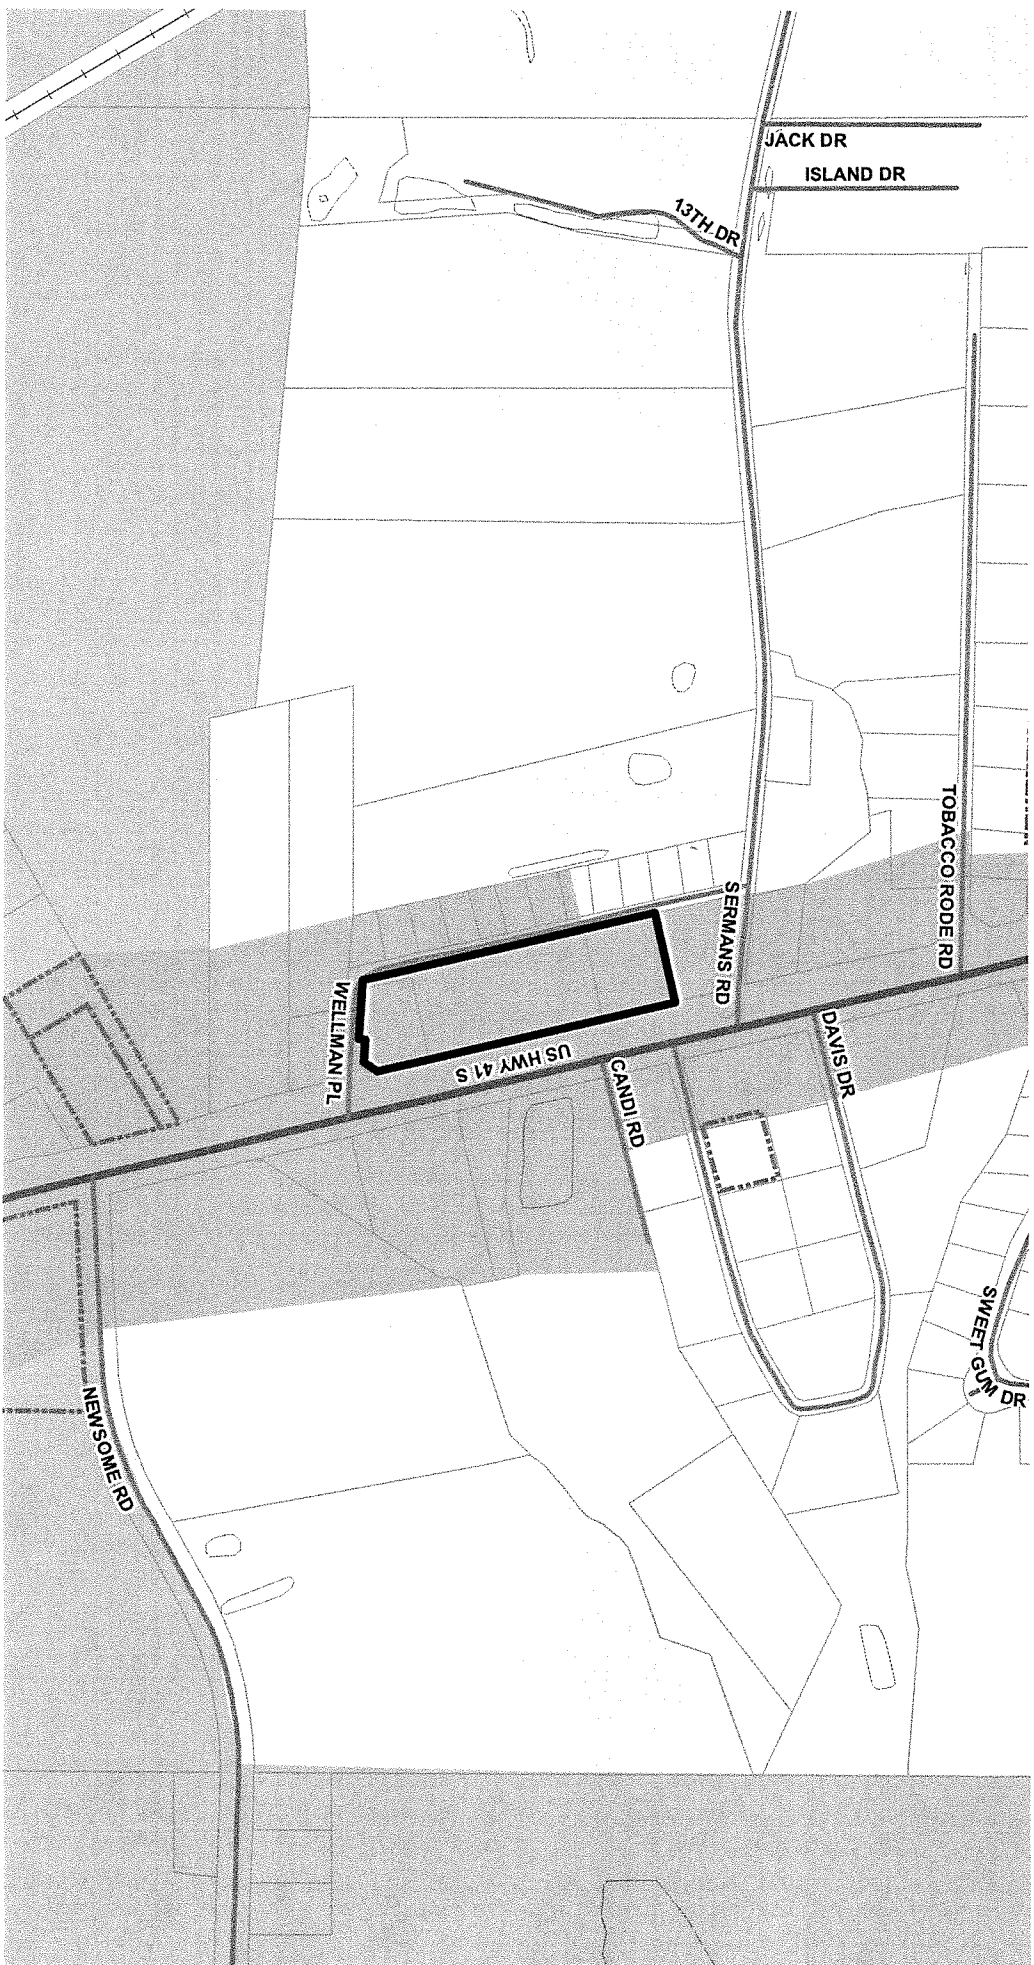 JACK DR
ISLAND DR
13TH DR
TOBACCO RODE RD
SERMANS RD
WELLMAN PL
US HWY 41 S
DAVIS DR
CANDI RD
SWEET GUM DR
NEWSOME RD